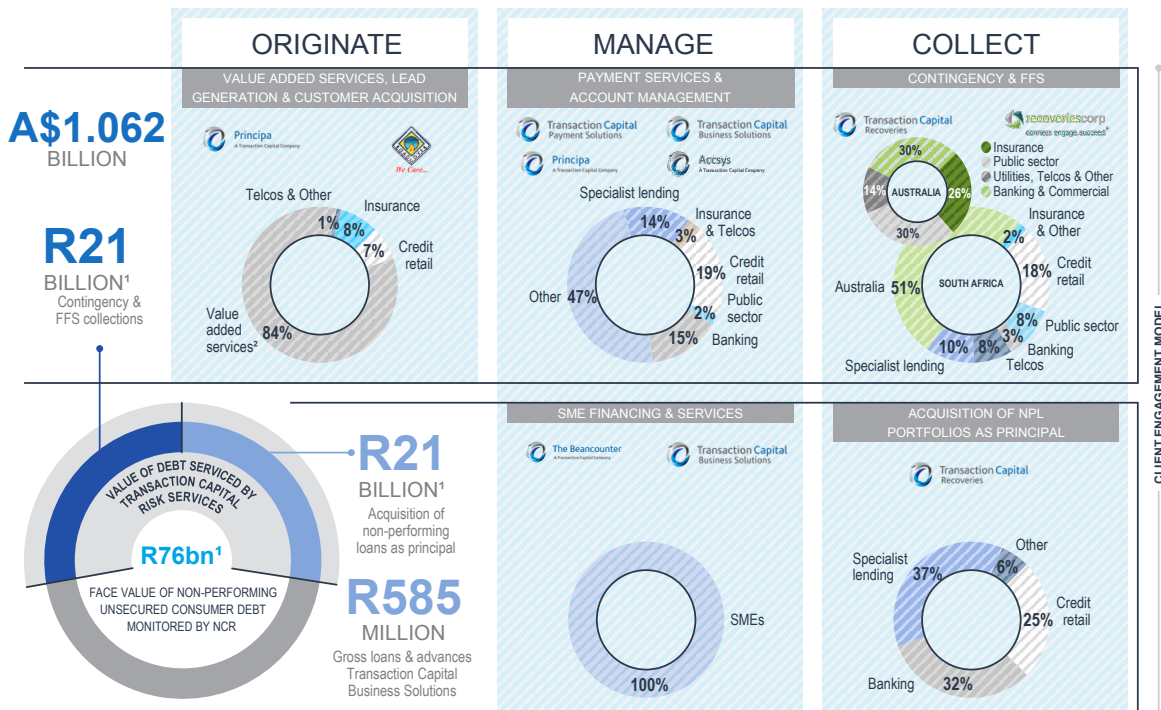 ORIGINATE
VALUE ADDED SERVICES, LEAD
GENERATION & CUSTOMER ACQUISITION
Principa
A Transaction Capital Company
We Care...
Telcos & Other
1%
Insurance
8%
7%
Credit
retail
Value
added
services²
84%
MANAGE
PAYMENT SERVICES &
ACCOUNT MANAGEMENT
Transaction Capital
Payment Solutions
Transaction Capital
Business Solutions
Principa
A Transaction Capital Company
Accsys
A Transaction Capital Company
Specialist lending
14%
3%
Insurance
& Telcos
19%
Credit
retail
2%
Public
sector
15%
Banking
Other
47%
COLLECT
CONTINGENCY & FFS
Transaction Capital
Recoveries
recoveriescorp
connect. engage. succeed.
30%
14%
AUSTRALIA
26%
30%
Insurance
Public sector
Utilities, Telcos & Other
Banking & Commercial
Insurance
& Other
2%
18%
Credit
retail
Australia
51%
SOUTH AFRICA
8%
Public sector
3%
Banking
8%
Telcos
10%
Specialist lending
A$1.062
BILLION
R21
BILLION¹
Contingency &
FFS collections
VALUE OF DEBT SERVICED BY
TRANSACTION CAPITAL
RISK SERVICES
R76bn¹
FACE VALUE OF NON-PERFORMING
UNSECURED CONSUMER DEBT
MONITORED BY NCR
R21
BILLION¹
Acquisition of
non-performing
loans as principal
R585
MILLION
Gross loans & advances
Transaction Capital
Business Solutions
SME FINANCING & SERVICES
The Beancounter
A Transaction Capital Company
Transaction Capital
Business Solutions
SMEs
100%
ACQUISITION OF NPL
PORTFOLIOS AS PRINCIPAL
Transaction Capital
Recoveries
Specialist
lending
37%
Other
6%
25%
Credit
retail
Banking
32%
CLIENT ENGAGEMENT MODEL